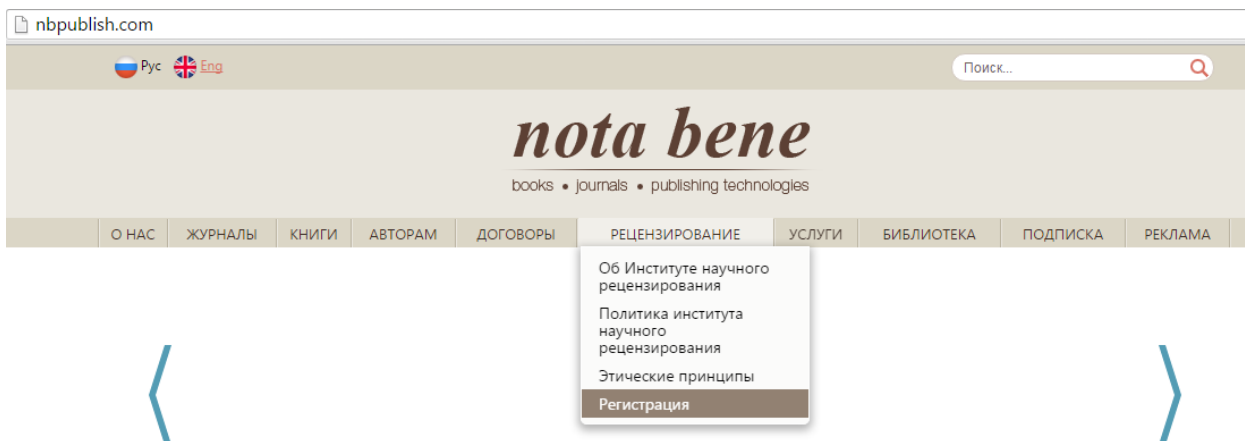 nbpublish.com
Рус Eng
Поиск...
nota bene
books • journals • publishing technologies
О НАС ЖУРНАЛЫ КНИГИ АВТОРАМ ДОГОВОРЫ РЕЦЕНЗИРОВАНИЕ УСЛУГИ БИБЛИОТЕКА ПОДПИСКА РЕКЛАМА
Об Институте научного
рецензирования
Политика института
научного
рецензирования
Этические принципы
Регистрация